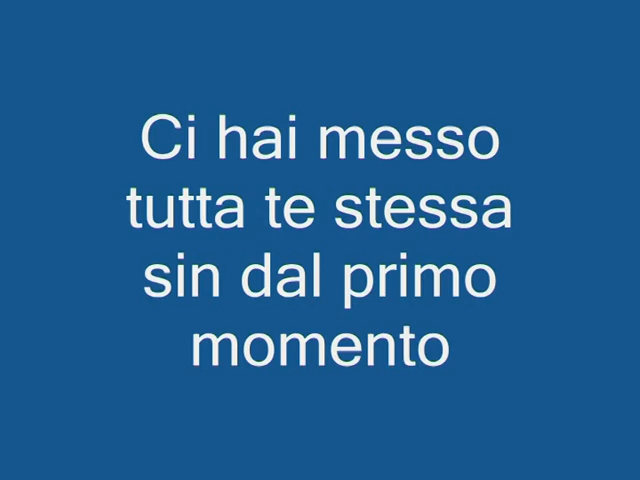 Ci hai messo
tutta te stessa
sin dal primo
momento